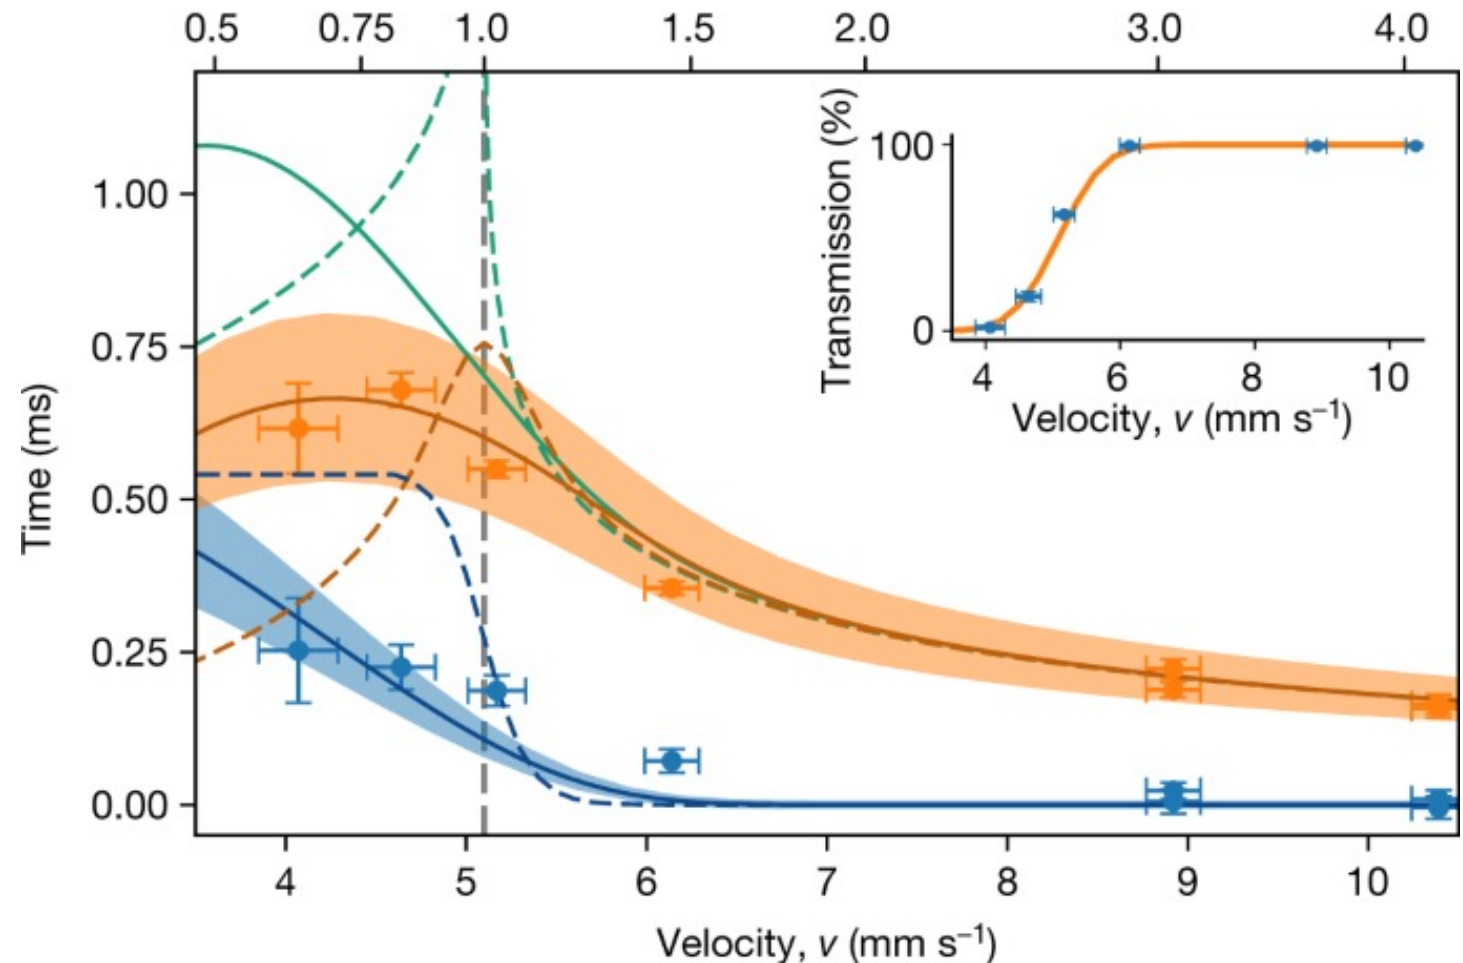 0.5 0.75 1.0 1.5 2.0 3.0 4.0
Time (ms)
1.00
0.75
0.50
0.25
0.00
4 5 6 7 8 9 10
Velocity, v (mm s⁻¹)
Transmission (%)
100
0
4 6 8 10
Velocity, v (mm s⁻¹)